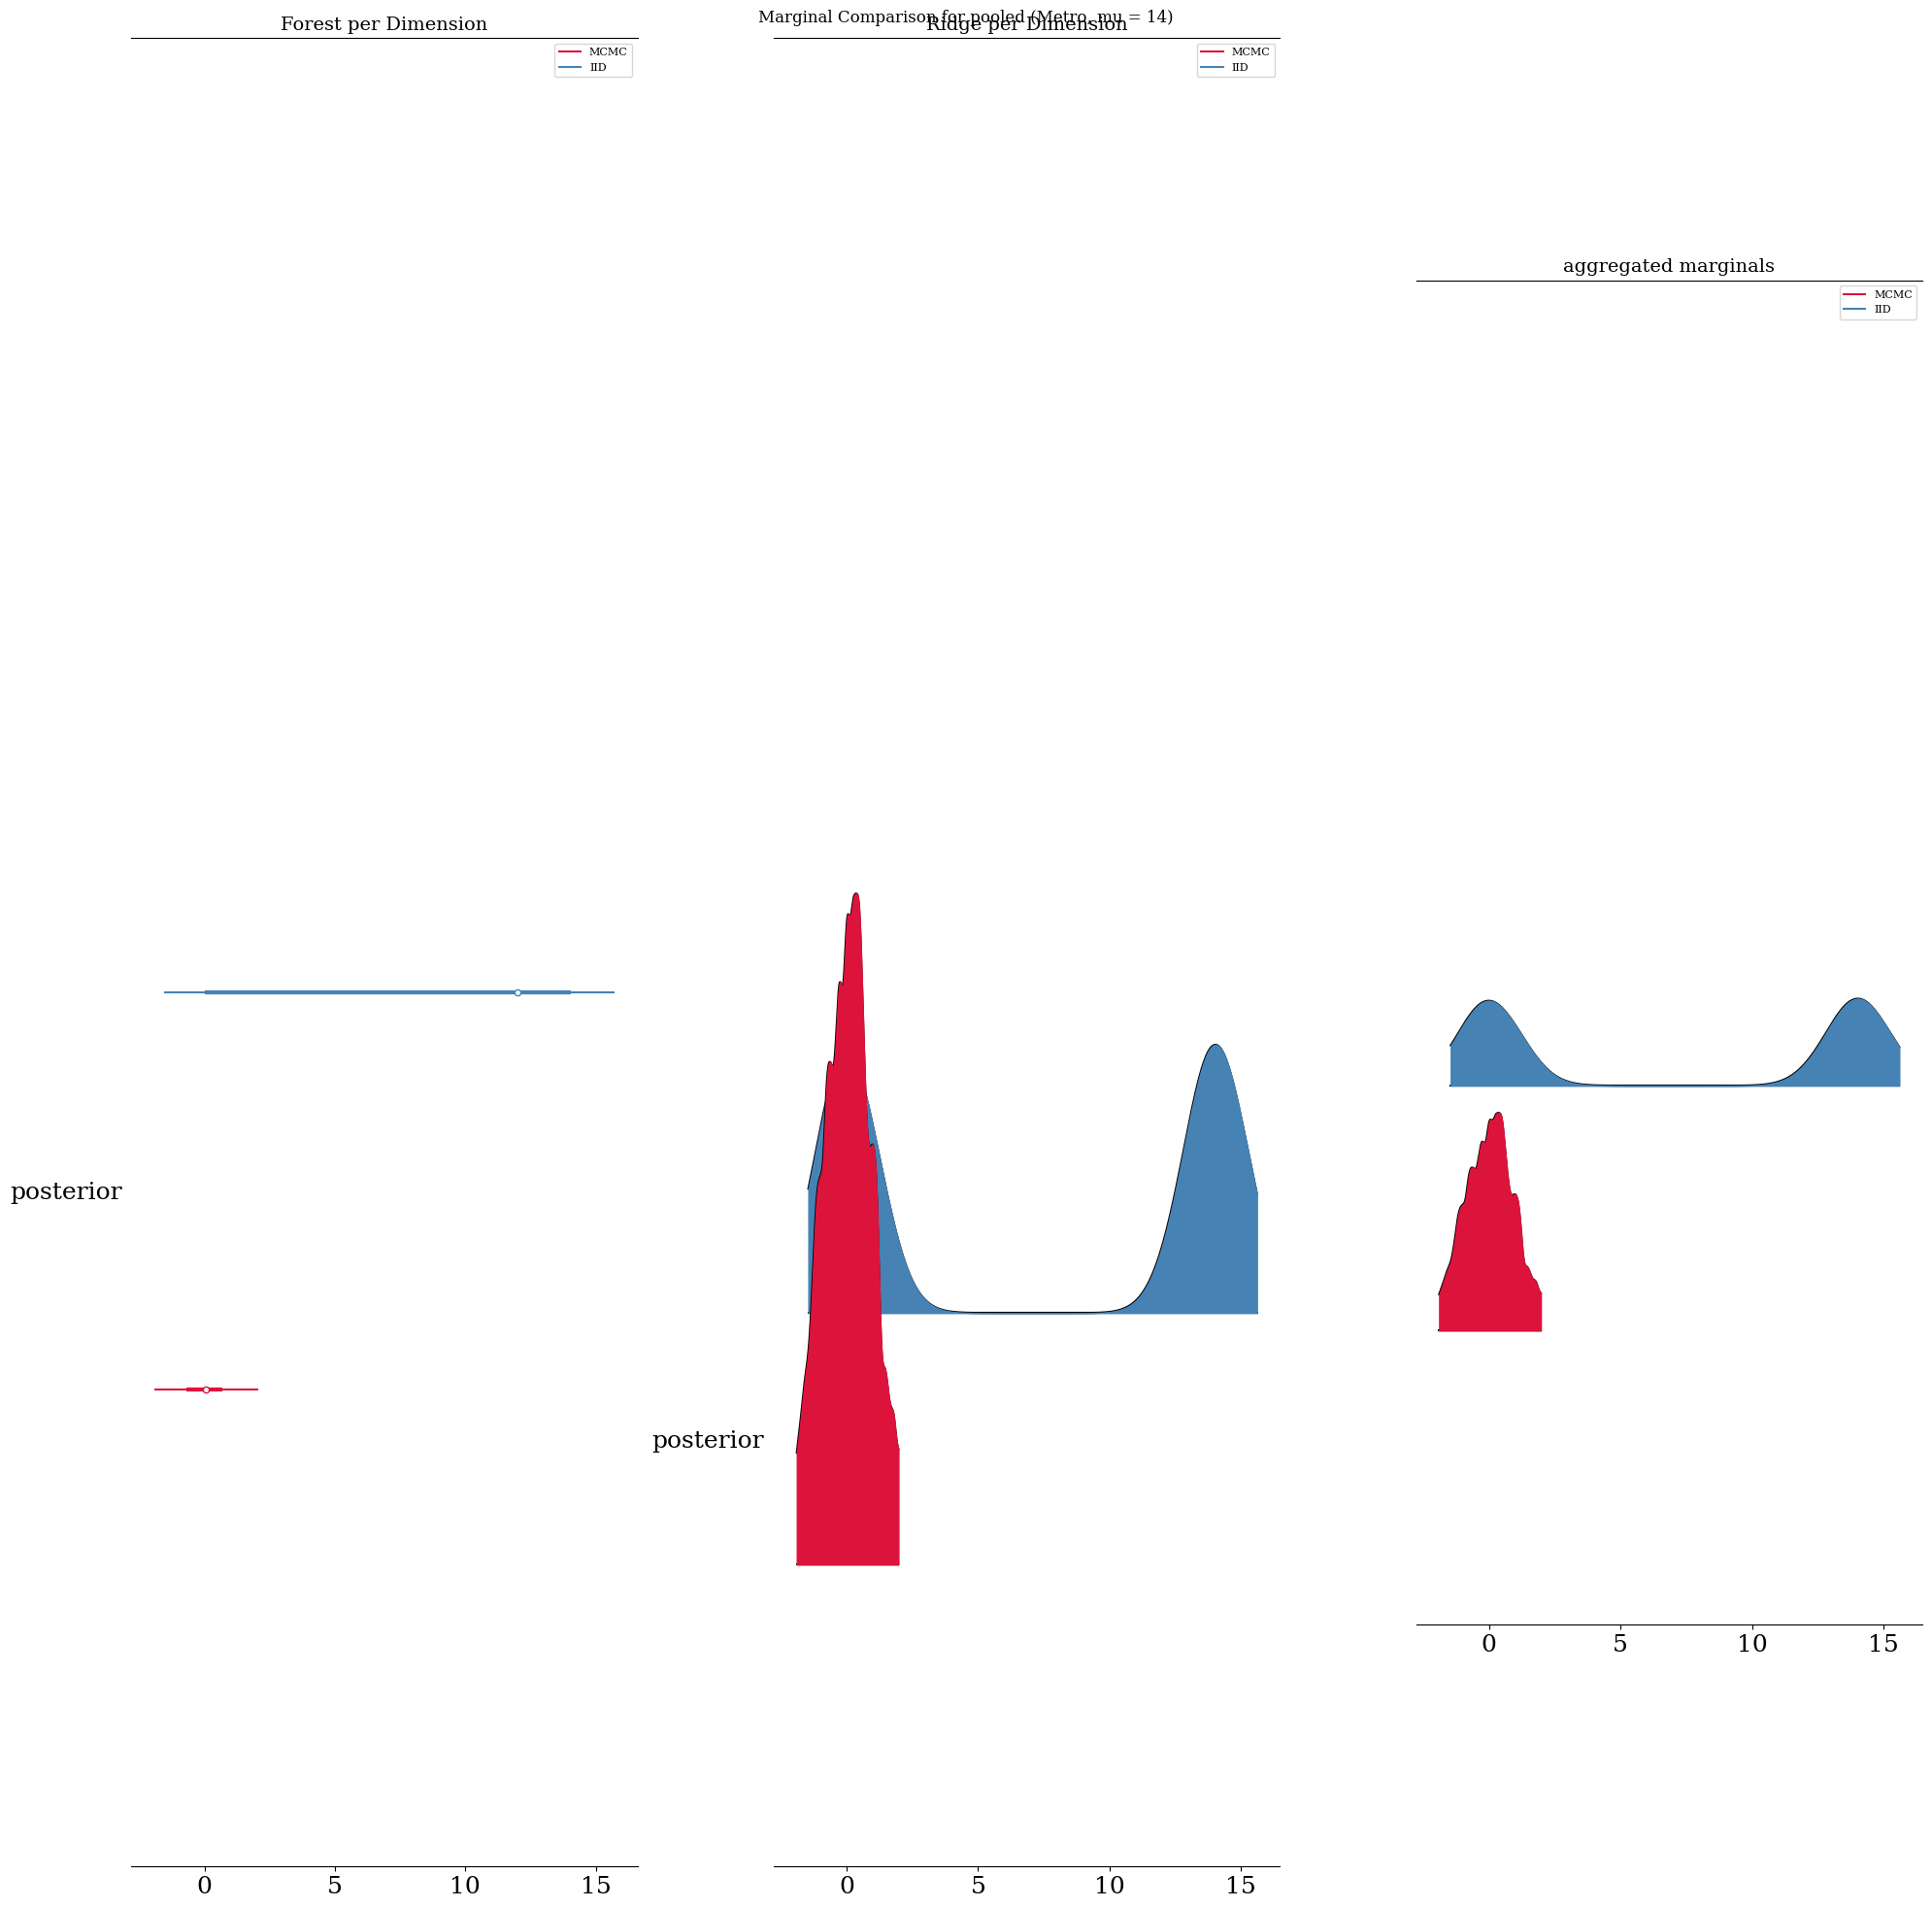 Marginal Comparison for pooled (Metro, mu = 14)
Forest per Dimension
MCMC
IID
posterior
0 5 10 15
Ridge per Dimension
MCMC
IID
posterior
0 5 10 15
aggregated marginals
MCMC
IID
0 5 10 15